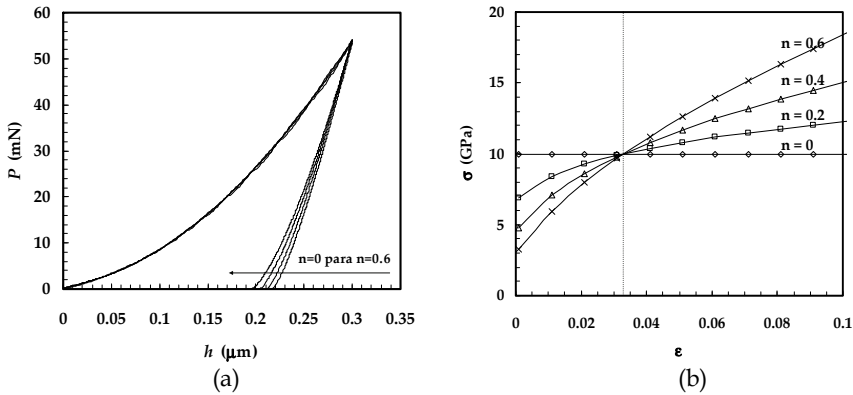 60
50
40
30
20
10
0
P (mN)
n=0 para n=0.6
0 0.05 0.1 0.15 0.2 0.25 0.3 0.35
h (μm)
(a)
20
15
10
5
0
σ (GPa)
n = 0.6
n = 0.4
n = 0.2
n = 0
0 0.02 0.04 0.06 0.08 0.1
ε
(b)